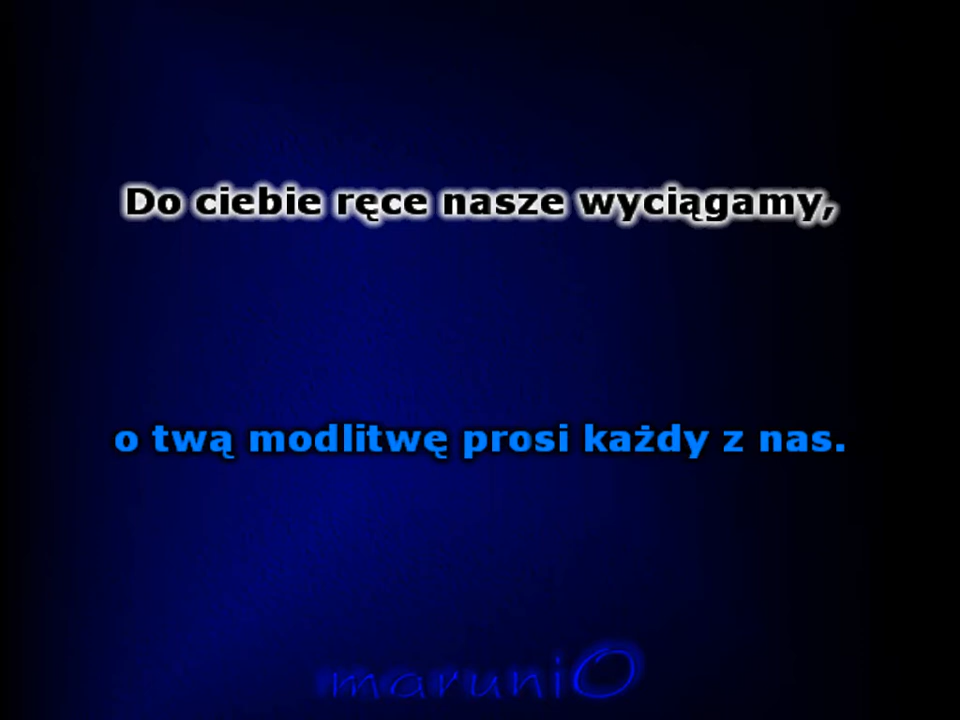 Do ciebie ręce nasze wyciągamy,
o twą modlitwę prosi każdy z nas.
maruniO